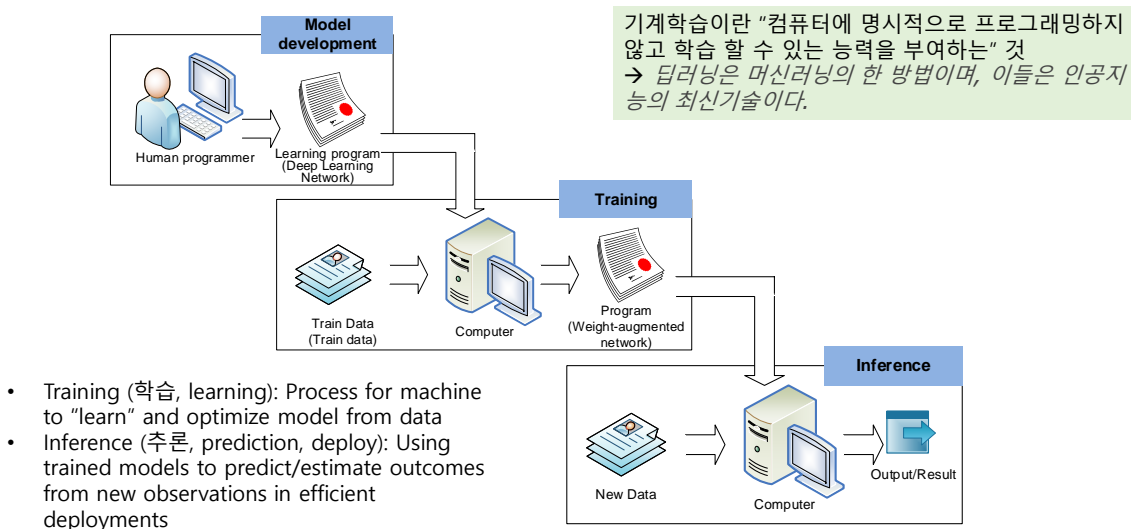 Model
development
Human programmer
Learning program
(Deep Learning
Network)
기계학습이란 “컴퓨터에 명시적으로 프로그래밍하지
않고 학습 할 수 있는 능력을 부여하는” 것
→ 딥러닝은 머신러닝의 한 방법이며, 이들은 인공지
능의 최신기술이다.
Training
Train Data
(Train data)
Computer
Program
(Weight-augmented
network)
Inference
New Data
Computer
Output/Result
• Training (학습, learning): Process for machine
to “learn” and optimize model from data
• Inference (추론, prediction, deploy): Using
trained models to predict/estimate outcomes
from new observations in efficient
deployments